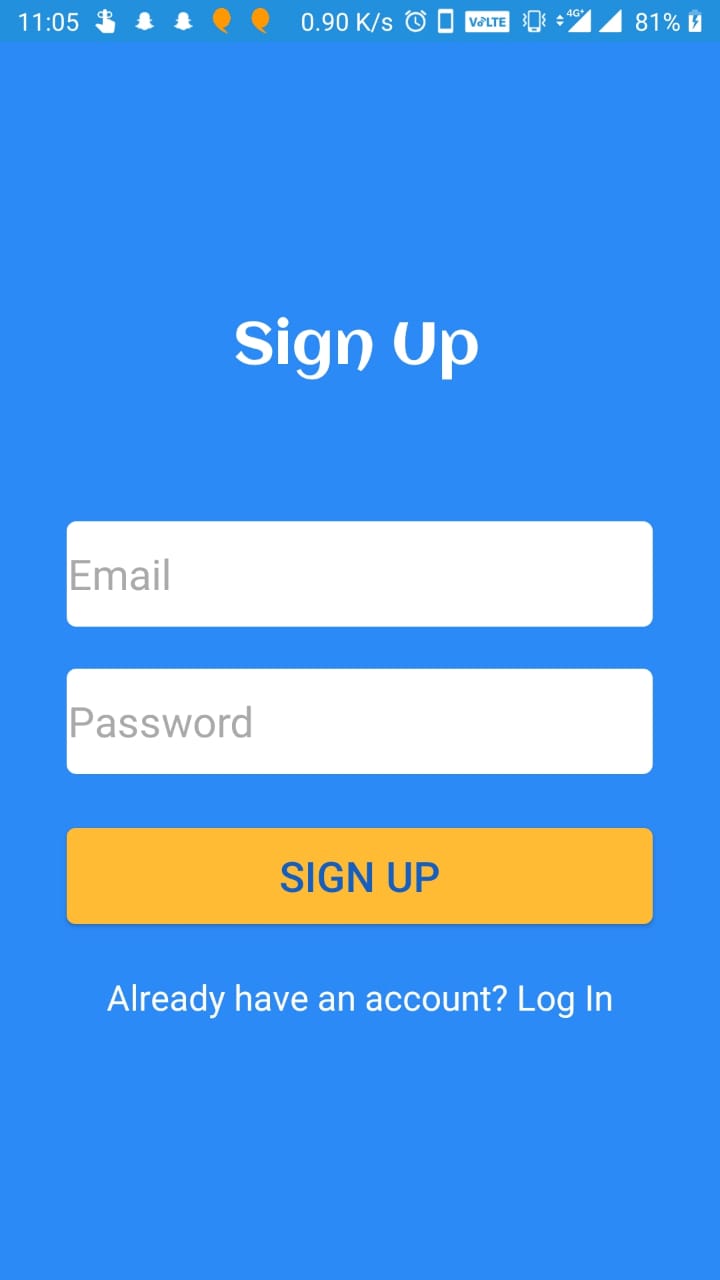 11:05 0.90 K/s VoLTE 4G+ 81%
Sign Up
Email
Password
SIGN UP
Already have an account? Log In